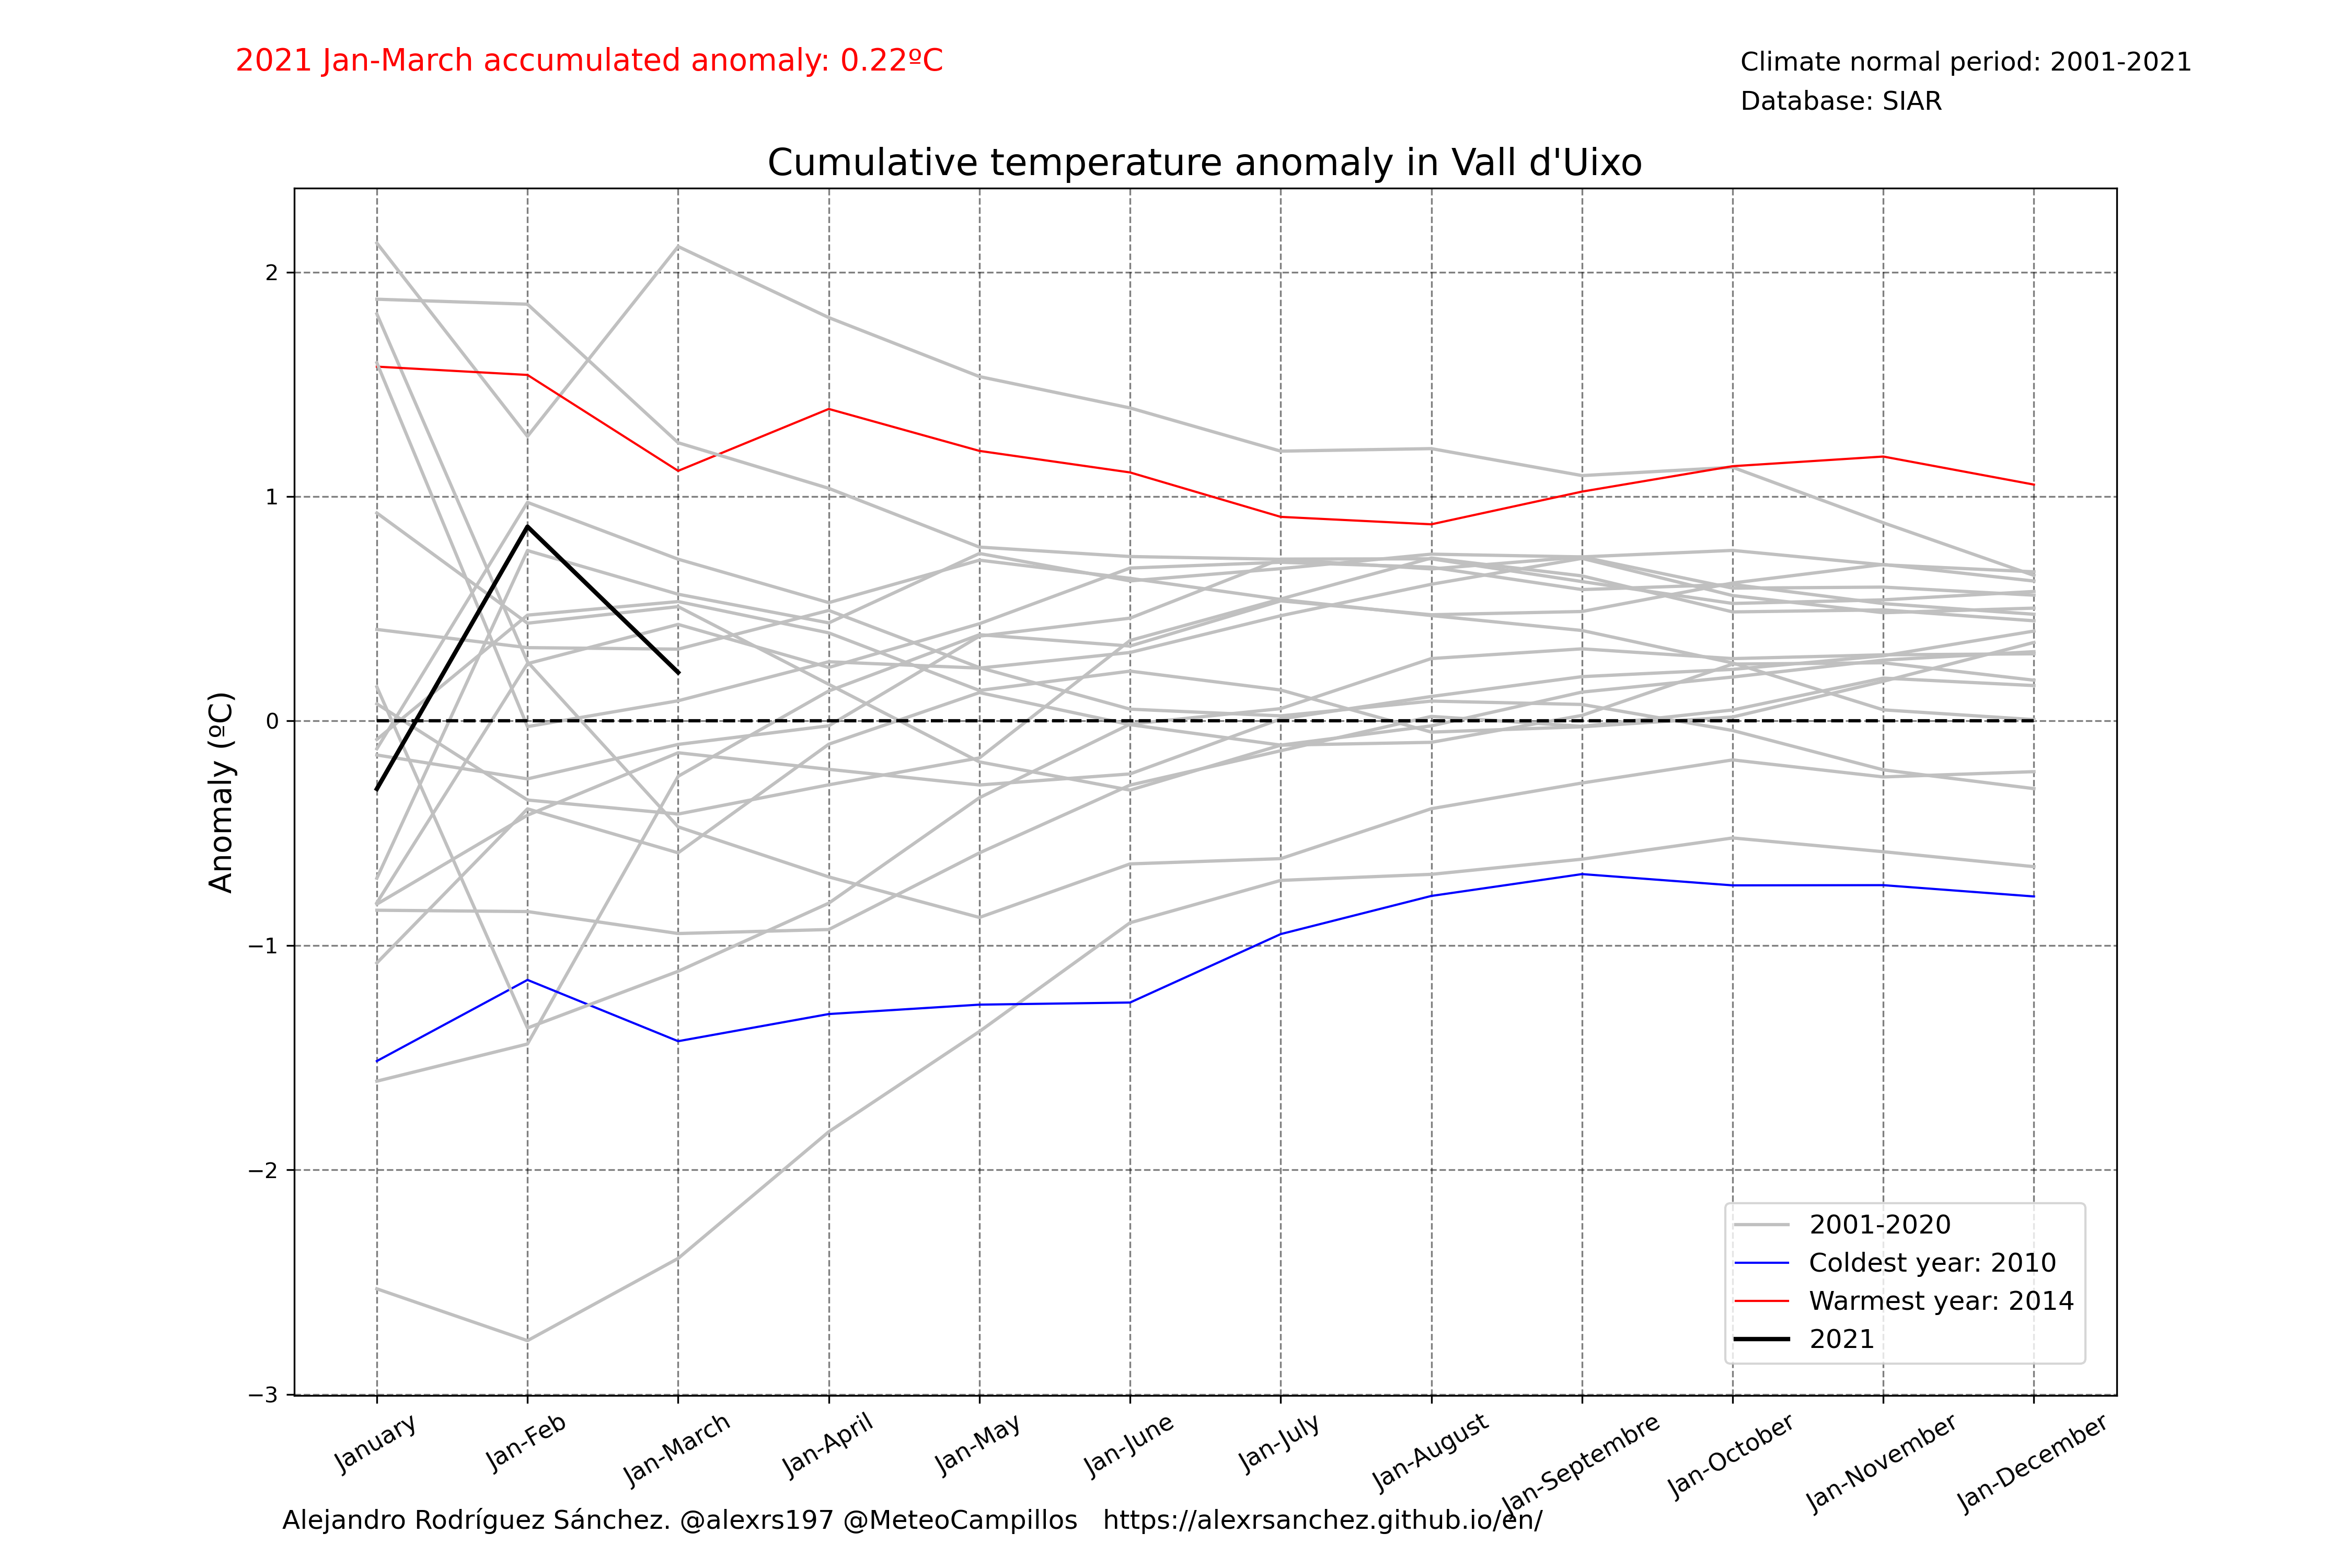 2021 Jan-March accumulated anomaly: 0.22ºC
Climate normal period: 2001-2021
Database: SIAR
Cumulative temperature anomaly in Vall d'Uixo
Anomaly (ºC)
2
1
0
−1
−2
−3
2001-2020
Coldest year: 2010
Warmest year: 2014
2021
January
Jan-Feb
Jan-March
Jan-April
Jan-May
Jan-June
Jan-July
Jan-August
Jan-Septembre
Jan-October
Jan-November
Jan-December
Alejandro Rodríguez Sánchez. @alexrs197 @MeteoCampillos https://alexrsanchez.github.io/en/